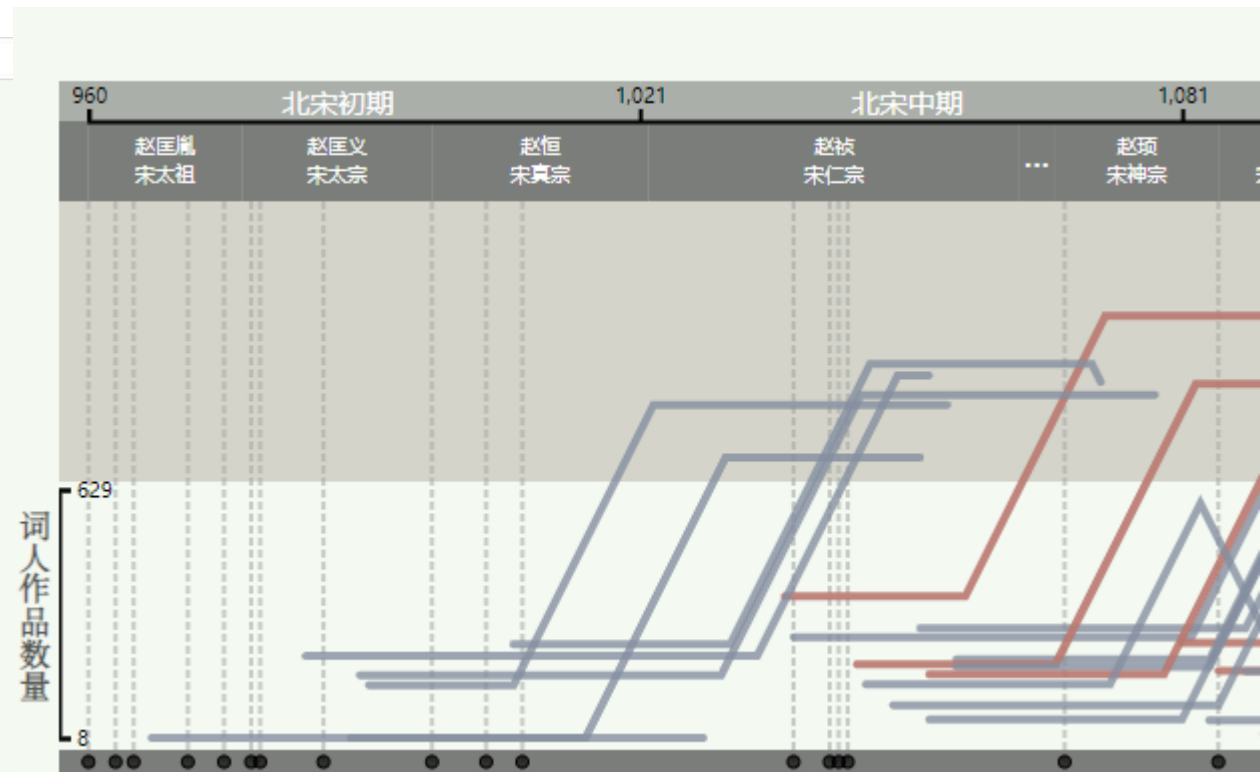 960
北宋初期
1,021
北宋中期
1,081
赵匡胤
宋太祖
赵匡义
宋太宗
赵恒
宋真宗
赵祯
宋仁宗
...
赵顼
宋神宗
629
词人作品数量
8